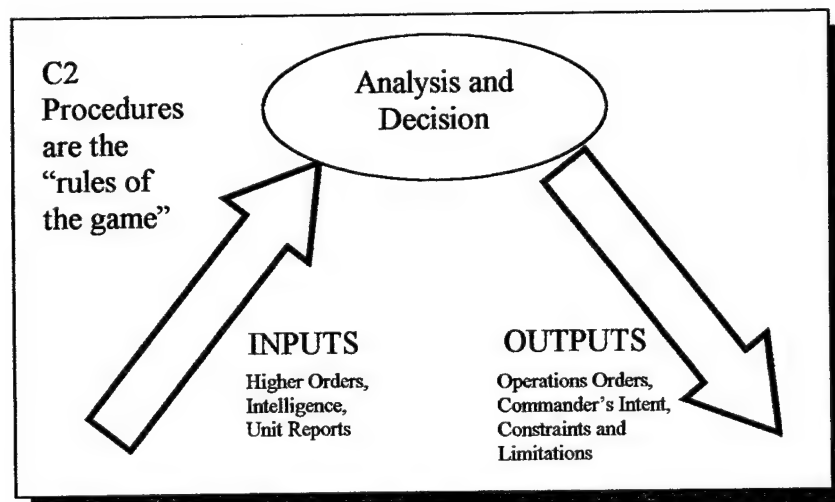 C2
Procedures
are the
“rules of
the game”
Analysis and
Decision
INPUTS
Higher Orders,
Intelligence,
Unit Reports
OUTPUTS
Operations Orders,
Commander’s Intent,
Constraints and
Limitations